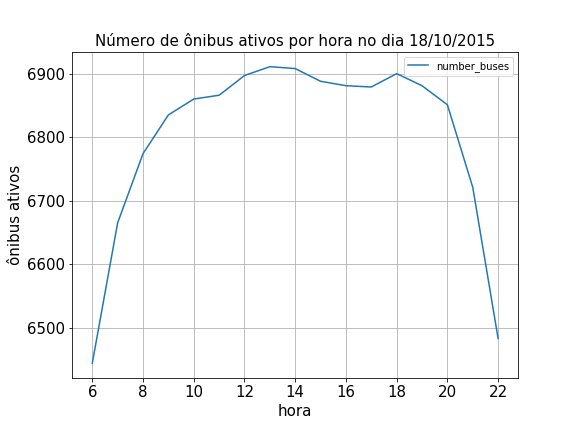 Número de ônibus ativos por hora no dia 18/10/2015
number_buses
6900
6800
6700
6600
6500
ônibus ativos
6 8 10 12 14 16 18 20 22
hora